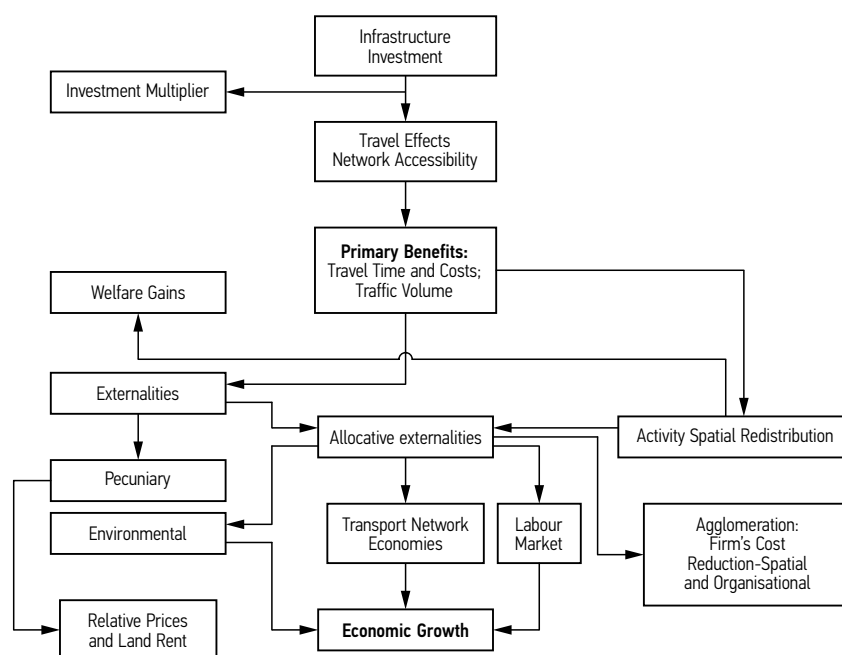 Infrastructure
Investment
Investment Multiplier
Travel Effects
Network Accessibility
Primary Benefits:
Travel Time and Costs;
Traffic Volume
Welfare Gains
Externalities
Allocative externalities
Activity Spatial Redistribution
Pecuniary
Environmental
Transport Network
Economies
Labour
Market
Agglomeration:
Firm's Cost
Reduction-Spatial
and Organisational
Relative Prices
and Land Rent
Economic Growth